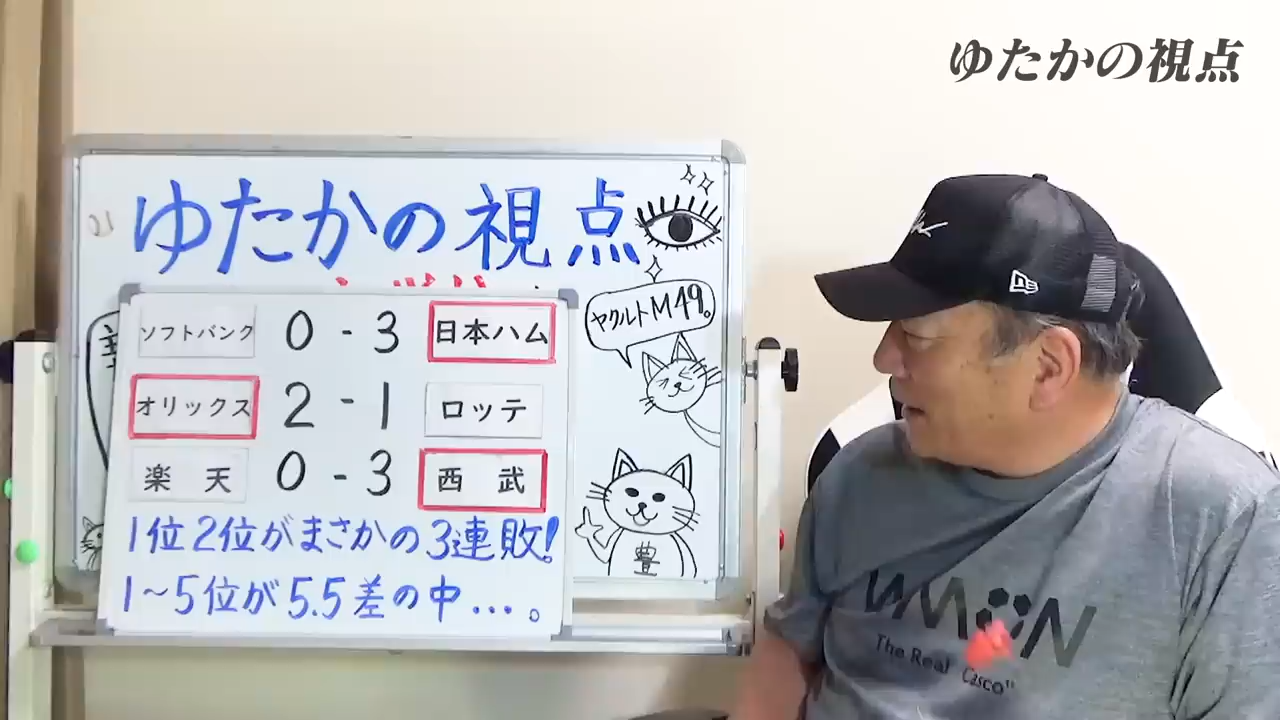 ゆたかの視点
ゆたかの視点
ヤクルトM49。
ソフトバンク 0 - 3 日本ハム
オリックス 2 - 1 ロッテ
楽天 0 - 3 西武
1位2位がまさかの3連敗!
1~5位が5.5差の中…。
豊
The Real Casco